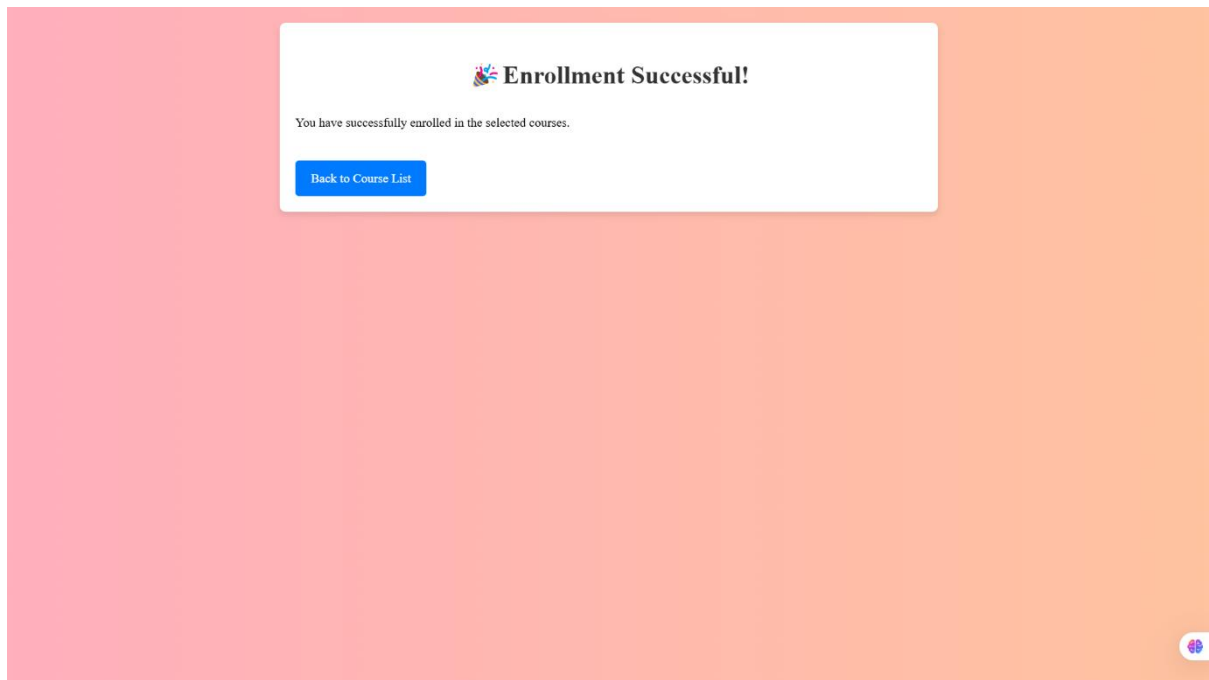 🎉 Enrollment Successful!
You have successfully enrolled in the selected courses.
Back to Course List